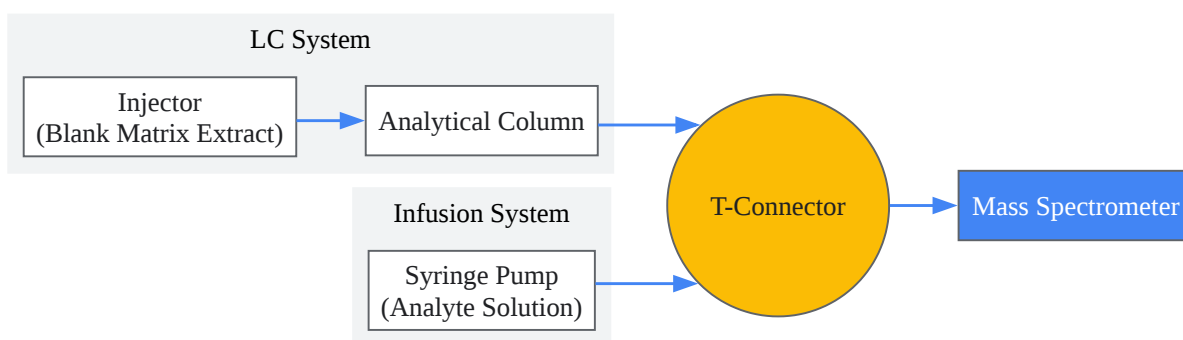 LC System
Injector
(Blank Matrix Extract)
Analytical Column
T-Connector
Mass Spectrometer
Infusion System
Syringe Pump
(Analyte Solution)